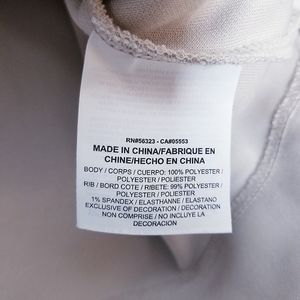 RN#56323 - CA#05553
MADE IN CHINA/FABRIQUE EN
CHINE/HECHO EN CHINA
BODY / CORPS / CUERPO: 100% POLYESTER /
POLYESTER / POLIESTER
RIB / BORD COTE / RIBETE: 99% POLYESTER /
POLYESTER / POLIESTER
1% SPANDEX / ELASTHANNE / ELASTANO
EXCLUSIVE OF DECORATION / DECORATION
NON COMPRISE / NO INCLUYE LA
DECORACION